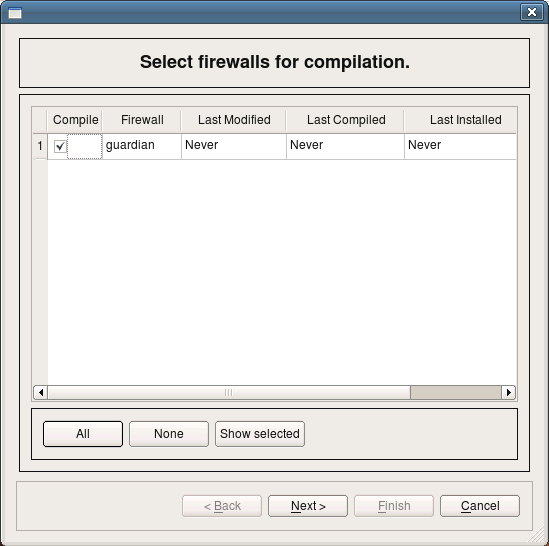 Select firewalls for compilation.
Compile Firewall Last Modified Last Compiled Last Installed
1 guardian Never Never Never
All None Show selected
< Back Next > Finish Cancel